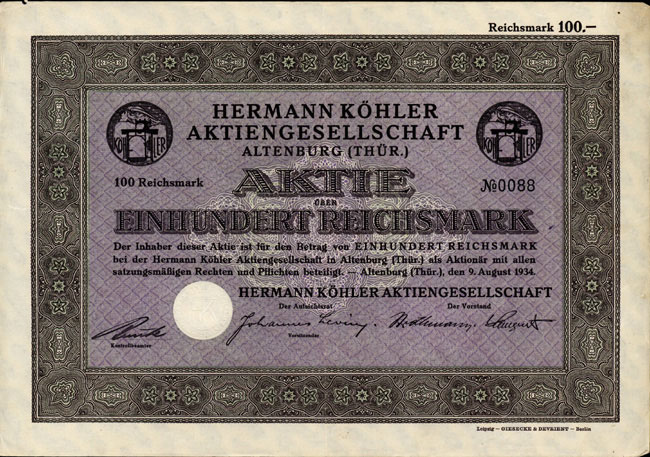 Reichsmark 100.—
HERMANN KÖHLER
AKTIENGESELLSCHAFT
ALTENBURG (THÜR.)
KÖHLER
KÖHLER
100 Reichsmark
AKTIE
№0088
ÜBER
EINHUNDERT REICHSMARK
Der Inhaber dieser Aktie ist für den Betrag von EINHUNDERT REICHSMARK
bei der Hermann Köhler Aktiengesellschaft in Altenburg (Thür.) als Aktionär mit allen
satzungsmäßigen Rechten und Pflichten beteiligt. — Altenburg (Thür.), den 9. August 1934.
HERMANN KÖHLER AKTIENGESELLSCHAFT
Der Aufsichtsrat
Der Vorstand
Johannes
Kontrollbeamter
Vorsitzender
Leipzig — GIESECKE & DEVRIENT — Berlin